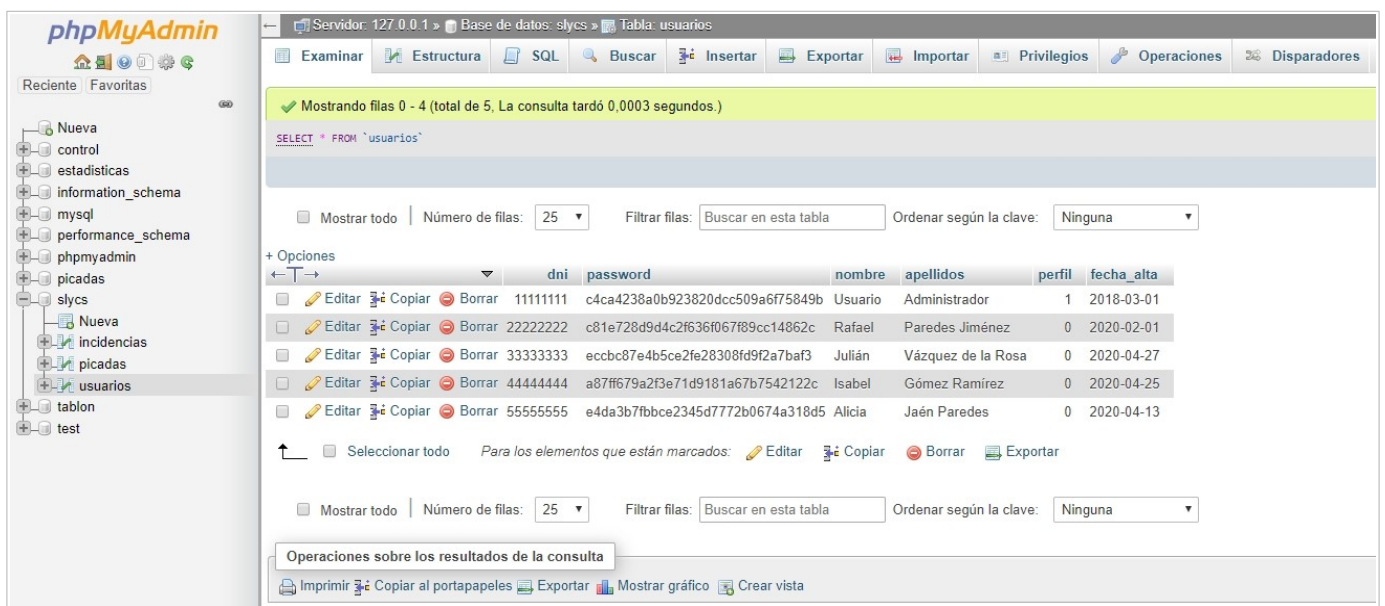 phpMyAdmin
Reciente Favoritas
Nueva
control
estadisticas
information_schema
mysql
performance_schema
phpmyadmin
picadas
slycs
Nueva
incidencias
picadas
usuarios
tablon
test
Servidor: 127.0.0.1 » Base de datos: slycs » Tabla: usuarios
Examinar Estructura SQL Buscar Insertar Exportar Importar Privilegios Operaciones Disparadores
Mostrando filas 0 - 4 (total de 5, La consulta tardó 0,0003 segundos.)
SELECT * FROM `usuarios`
Mostrar todo Número de filas: 25 Filtrar filas: Buscar en esta tabla Ordenar según la clave: Ninguna
+ Opciones
dni password nombre apellidos perfil fecha_alta
Editar Copiar Borrar 11111111 c4ca4238a0b923820dcc509a6f75849b Usuario Administrador 1 2018-03-01
Editar Copiar Borrar 22222222 c81e728d9d4c2f636f067f89cc14862c Rafael Paredes Jiménez 0 2020-02-01
Editar Copiar Borrar 33333333 eccbc87e4b5ce2fe28308fd9f2a7baf3 Julián Vázquez de la Rosa 0 2020-04-27
Editar Copiar Borrar 44444444 a87ff679a2f3e71d9181a67b7542122c Isabel Gómez Ramírez 0 2020-04-25
Editar Copiar Borrar 55555555 e4da3b7fbbce2345d7772b0674a318d5 Alicia Jaén Paredes 0 2020-04-13
Seleccionar todo Para los elementos que están marcados: Editar Copiar Borrar Exportar
Mostrar todo Número de filas: 25 Filtrar filas: Buscar en esta tabla Ordenar según la clave: Ninguna
Operaciones sobre los resultados de la consulta
Imprimir Copiar al portapapeles Exportar Mostrar gráfico Crear vista